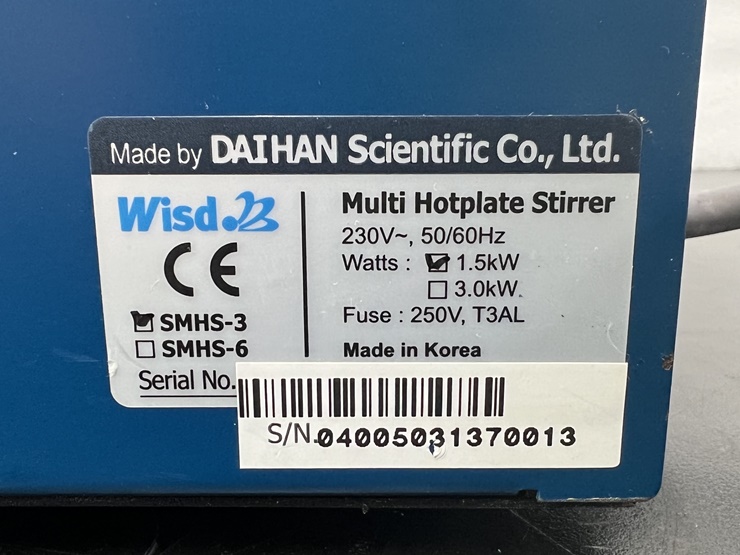 Made by DAIHAN Scientific Co., Ltd.
Wisd
CE
☑ SMHS-3
☐ SMHS-6
Serial No.
Multi Hotplate Stirrer
230V~, 50/60Hz
Watts : ☑ 1.5kW
☐ 3.0kW
Fuse : 250V, T3AL
Made in Korea
S/N.04005031370013